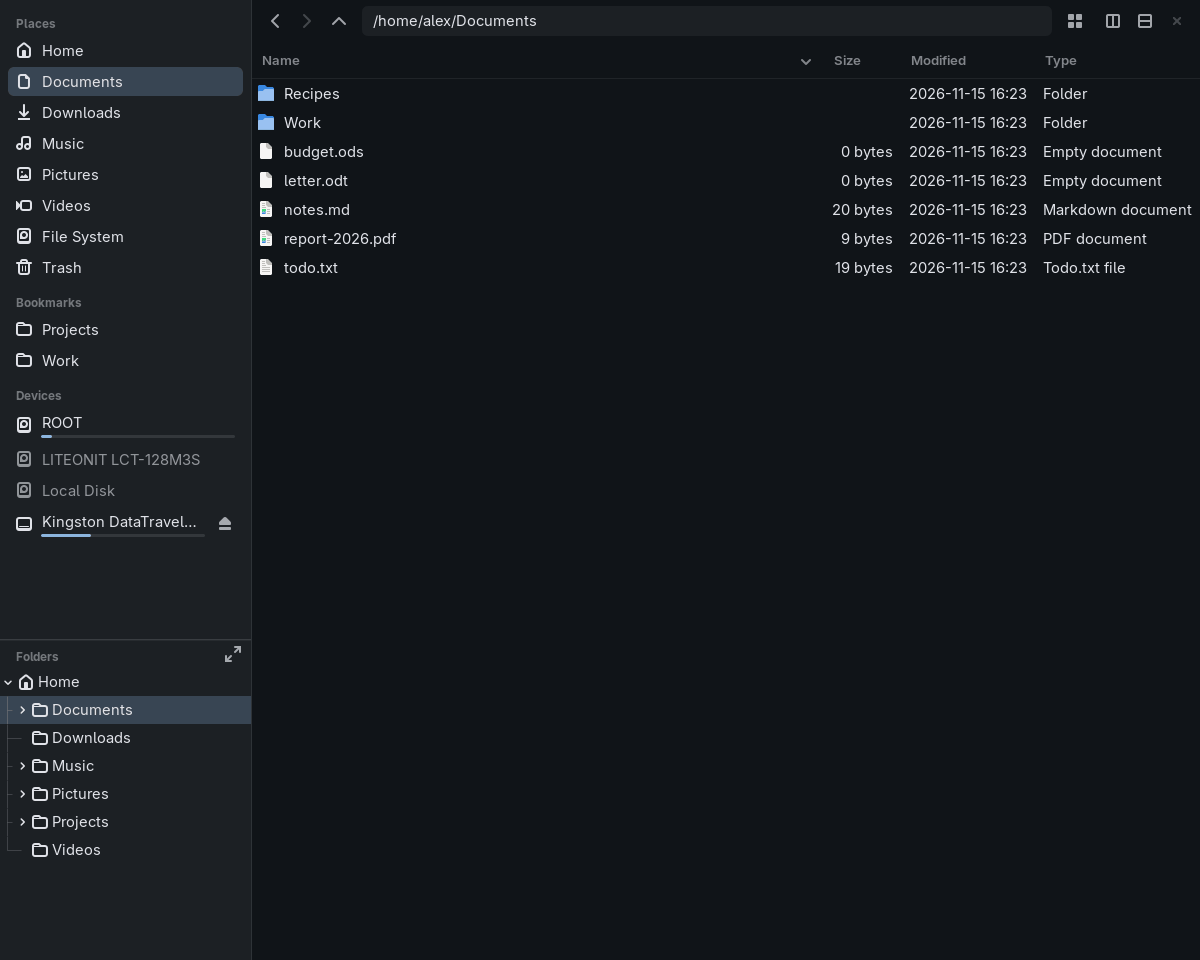 Places
Home
Documents
Downloads
Music
Pictures
Videos
File System
Trash
Bookmarks
Projects
Work
Devices
ROOT
LITEONIT LCT-128M3S
Local Disk
Kingston DataTravel...
Folders
Home
Documents
Downloads
Music
Pictures
Projects
Videos
/home/alex/Documents
Name Size Modified Type
Recipes 2026-11-15 16:23 Folder
Work 2026-11-15 16:23 Folder
budget.ods 0 bytes 2026-11-15 16:23 Empty document
letter.odt 0 bytes 2026-11-15 16:23 Empty document
notes.md 20 bytes 2026-11-15 16:23 Markdown document
report-2026.pdf 9 bytes 2026-11-15 16:23 PDF document
todo.txt 19 bytes 2026-11-15 16:23 Todo.txt file